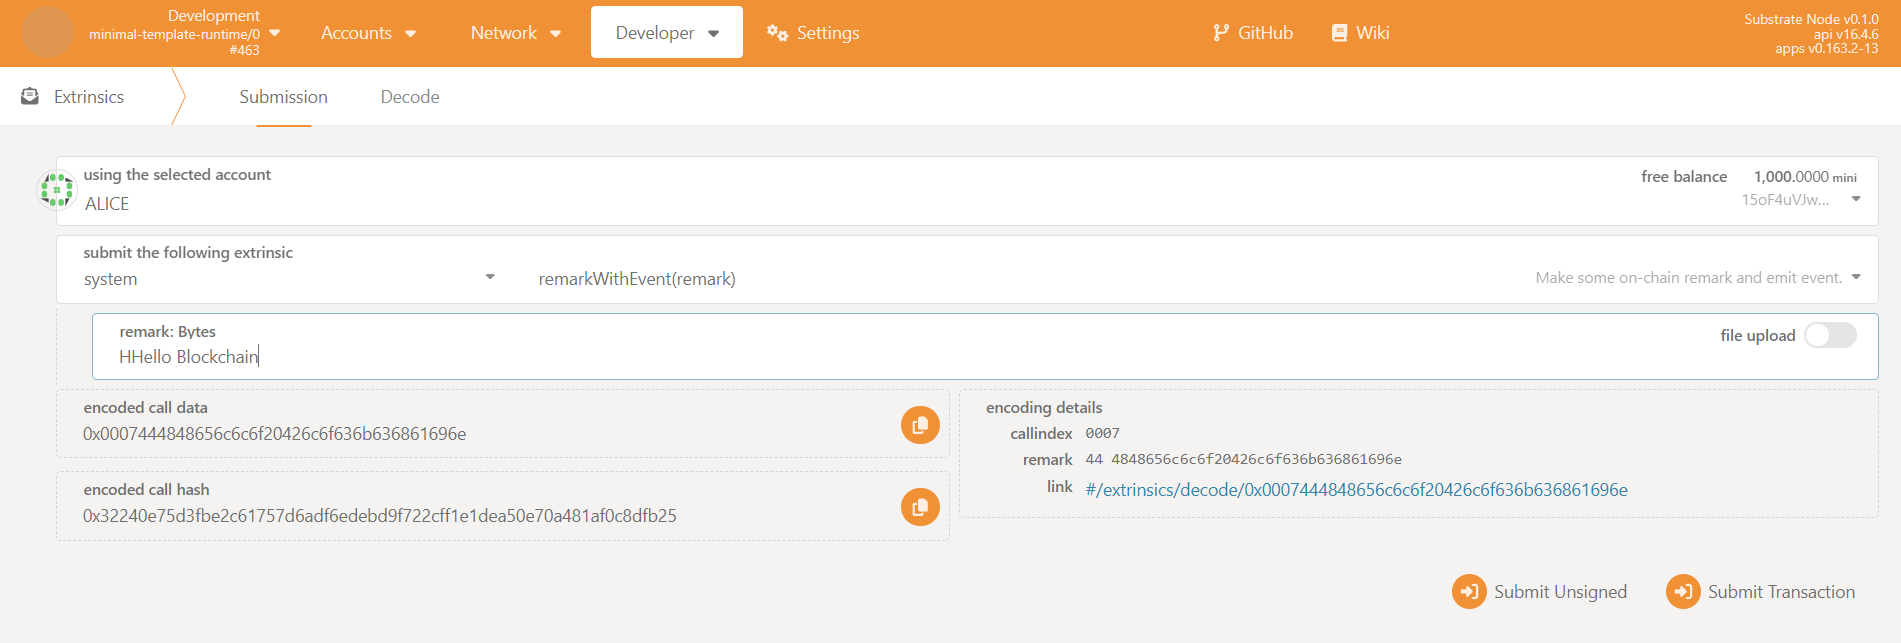 Development
minimal-template-runtime/0
#463
Accounts
Network
Developer
Settings
GitHub
Wiki
Substrate Node v0.1.0
api v16.4.6
apps v0.163.2-13
Extrinsics
Submission
Decode
using the selected account
ALICE
free balance 1,000.0000 mini
15oF4uVJw...
submit the following extrinsic
system
remarkWithEvent(remark)
Make some on-chain remark and emit event.
remark: Bytes
HHello Blockchain
file upload
encoded call data
0x0007444848656c6c6f20426c6f636b636861696e
encoded call hash
0x32240e75d3fbe2c61757d6adf6edebd9f722cff1e1dea50e70a481af0c8dfb25
encoding details
callindex 0007
remark 44 4848656c6c6f20426c6f636b636861696e
link #/extrinsics/decode/0x0007444848656c6c6f20426c6f636b636861696e
Submit Unsigned
Submit Transaction